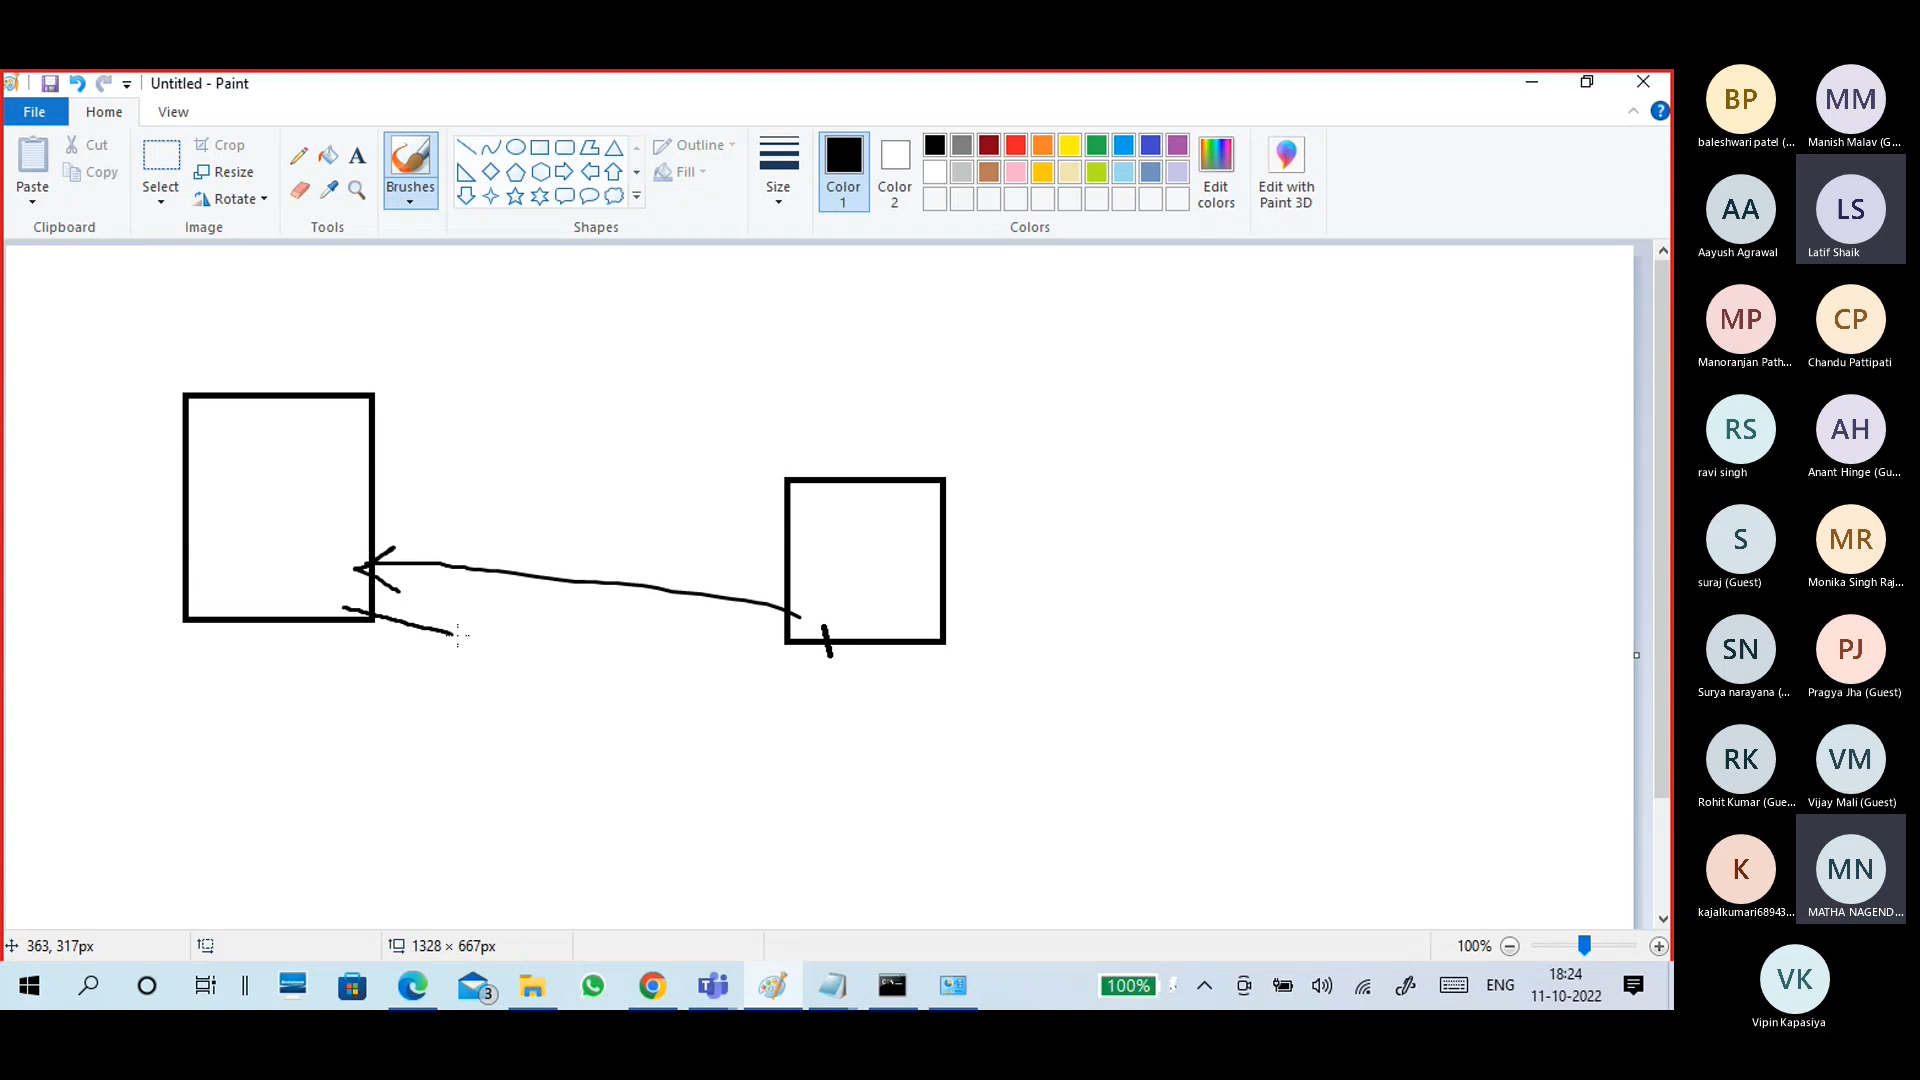 Untitled - Paint
File Home View
Paste
Cut
Copy
Clipboard
Select
Crop
Resize
Rotate
Image
A
Tools
Brushes
Shapes
Outline
Fill
Size
Color 1
Color 2
Edit colors
Edit with Paint 3D
Colors
363, 317px
1328 × 667px
100%
3
100%
ENG
18:24
11-10-2022
BP
baleshwari patel (...
MM
Manish Malav (G...
AA
Aayush Agrawal
LS
Latif Shaik
MP
Manoranjan Path...
CP
Chandu Pattipati
RS
ravi singh
AH
Anant Hinge (Gu...
S
suraj (Guest)
MR
Monika Singh Raj...
SN
Surya narayana (...
PJ
Pragya Jha (Guest)
RK
Rohit Kumar (Gue...
VM
Vijay Mali (Guest)
K
kajalkumari68943...
MN
MATHA NAGEND...
VK
Vipin Kapasiya